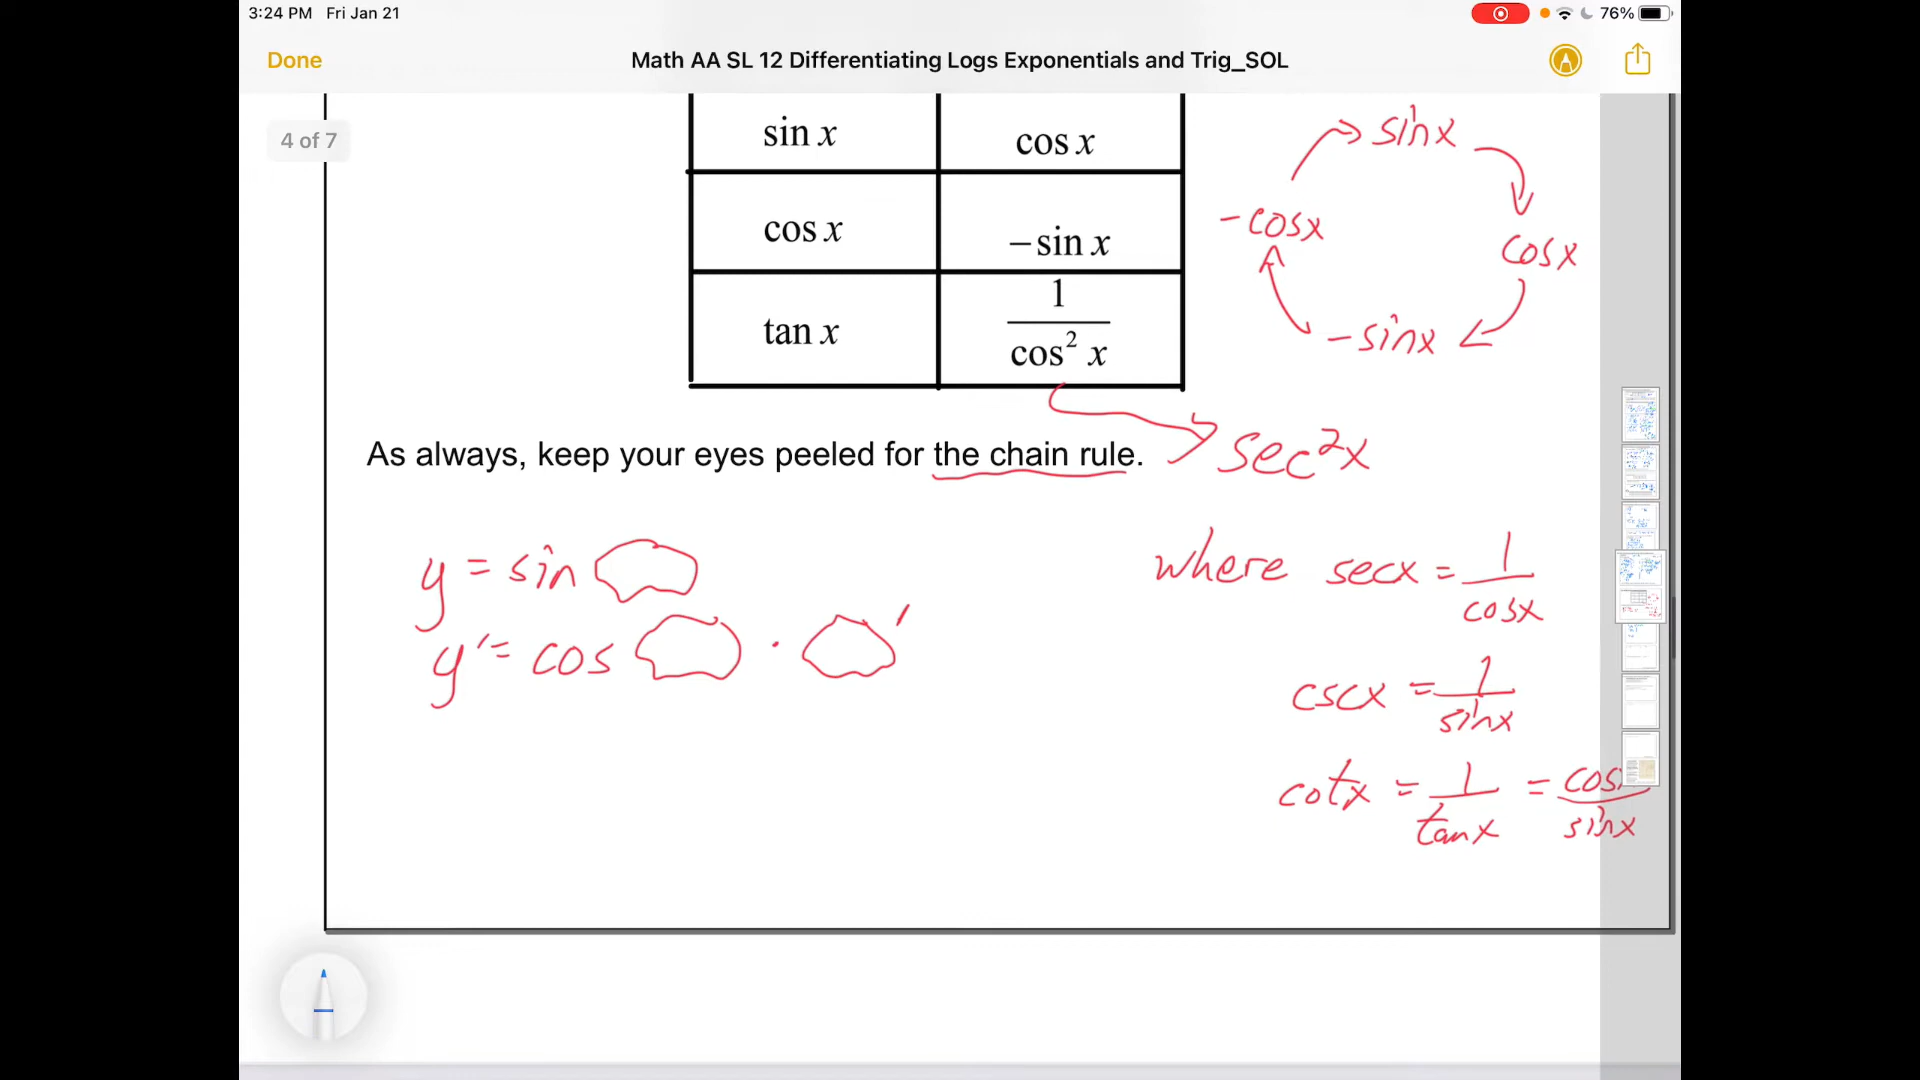 3:24 PM Fri Jan 21 76%
Done Math AA SL 12 Differentiating Logs Exponentials and Trig_SOL
4 of 7
sin x cos x
cos x −sin x
tan x 1/cos² x
sinx
cosx
−sinx
−cosx
As always, keep your eyes peeled for the chain rule.
sec²x
y = sin
y' = cos · '
where secx = 1/cosx
cscx = 1/sinx
cotx = 1/tanx = cosx/sinx